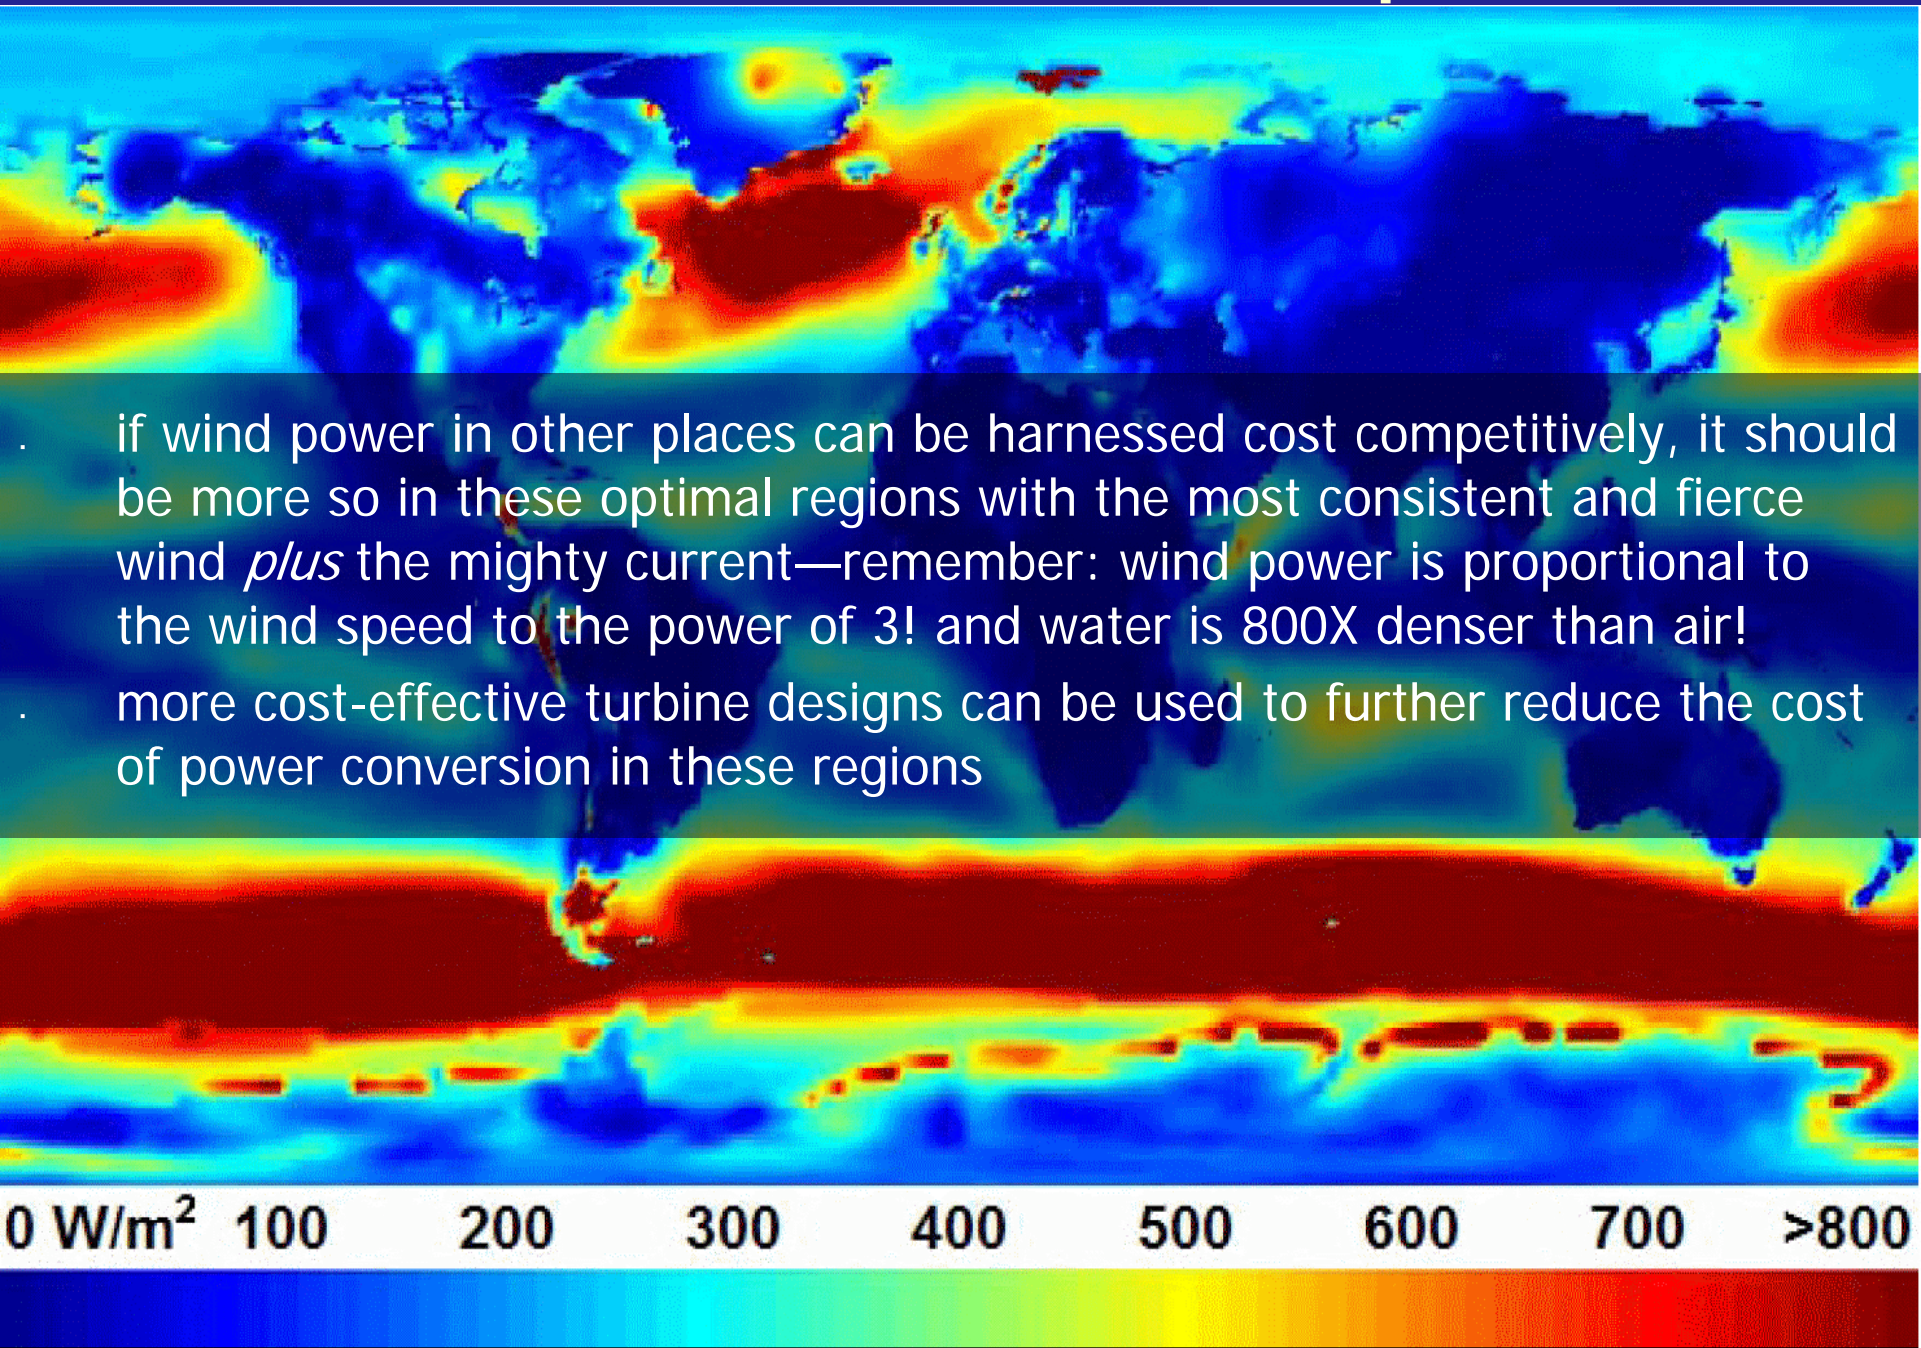 . if wind power in other places can be harnessed cost competitively, it should
be more so in these optimal regions with the most consistent and fierce
wind plus the mighty current—remember: wind power is proportional to
the wind speed to the power of 3! and water is 800X denser than air!
. more cost-effective turbine designs can be used to further reduce the cost
of power conversion in these regions
0 W/m² 100 200 300 400 500 600 700 >800